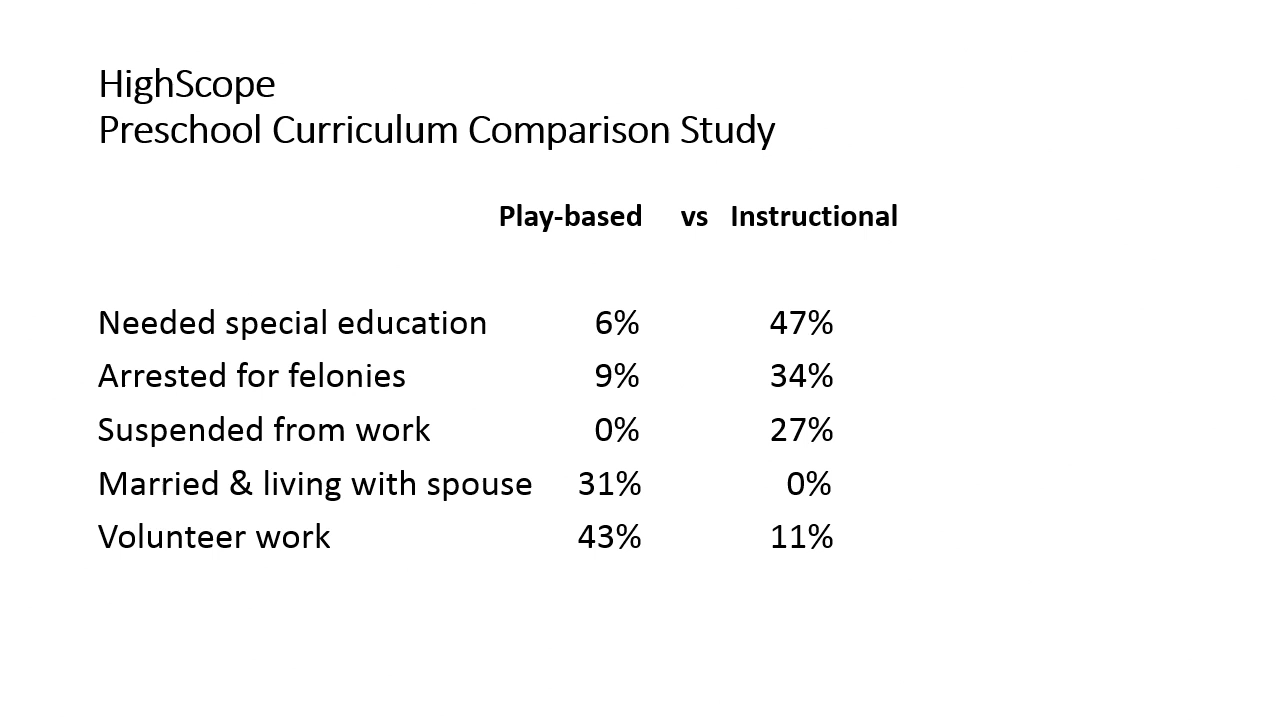 HighScope
Preschool Curriculum Comparison Study
Play-based vs Instructional
Needed special education 6% 47%
Arrested for felonies 9% 34%
Suspended from work 0% 27%
Married & living with spouse 31% 0%
Volunteer work 43% 11%